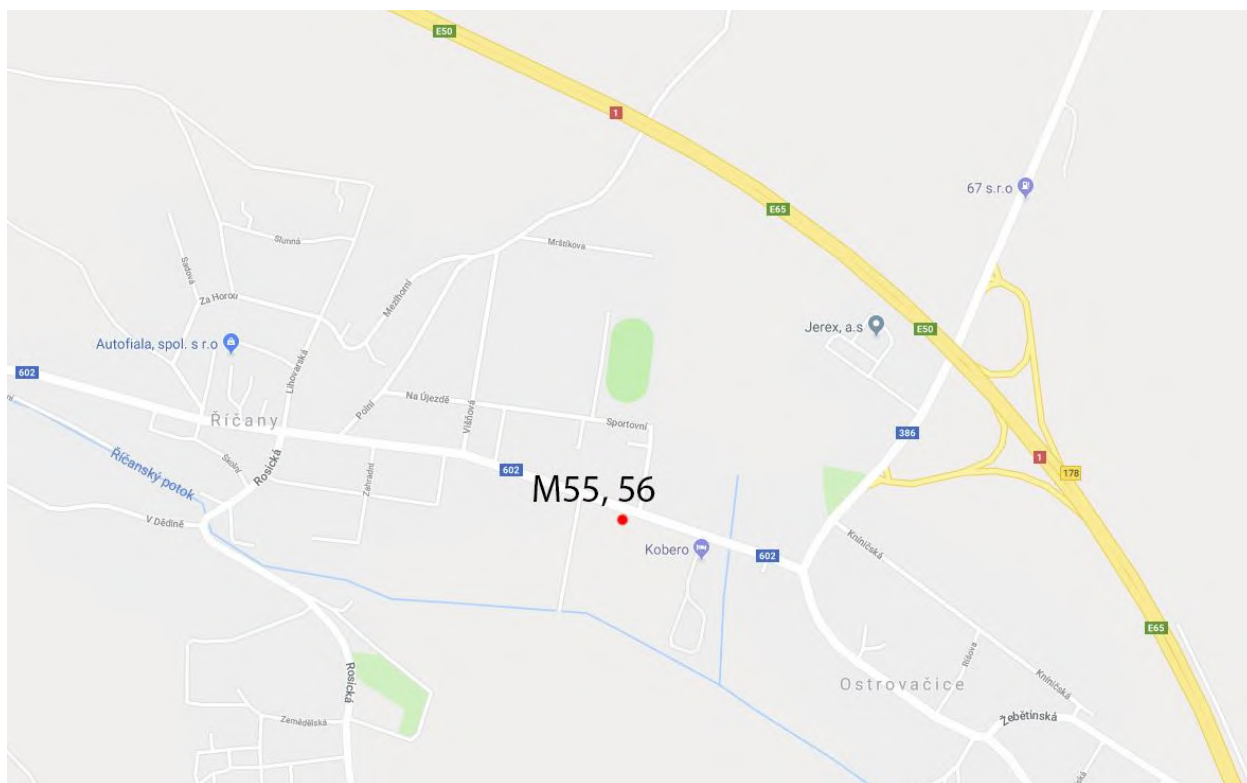 E50
1
67 s.r.o
E65
Mrštíkova
Slunná
Sadová
Za Horou
Mezihorní
Jerex, a.s
E50
Autofiala, spol. s r.o
Lihovarská
602
Na Újezdě
Polní
Višňová
Sportovní
Říčany
386
1
178
Školní
Rosická
Zahradní
602
Říčanský potok
M55, 56
V Dědině
Kobero
602
Kníničská
E65
Říšova
Rosická
Kníničská
Ostrovačice
Zemědělská
Žebětínská